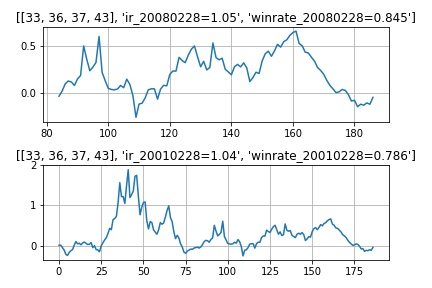 [[33, 36, 37, 43], 'ir_20080228=1.05', 'winrate_20080228=0.845']
0.5
0.0
80 100 120 140 160 180
[[33, 36, 37, 43], 'ir_20010228=1.04', 'winrate_20010228=0.786']
2
1
0
0 25 50 75 100 125 150 175